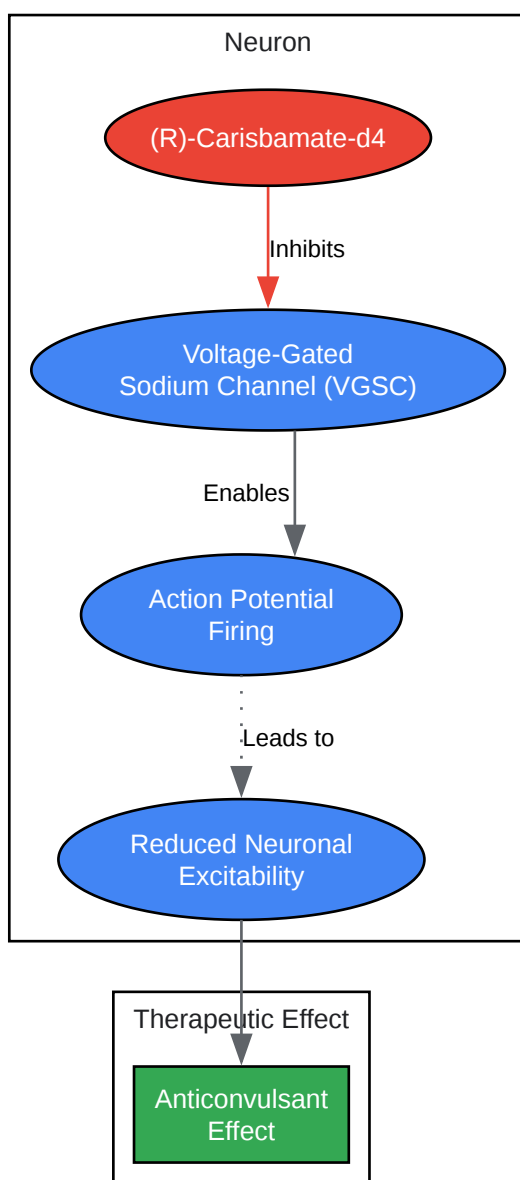 Neuron
(R)-Carisbamate-d4
Inhibits
Voltage-Gated
Sodium Channel (VGSC)
Enables
Action Potential
Firing
Leads to
Reduced Neuronal
Excitability
Therapeutic Effect
Anticonvulsant
Effect